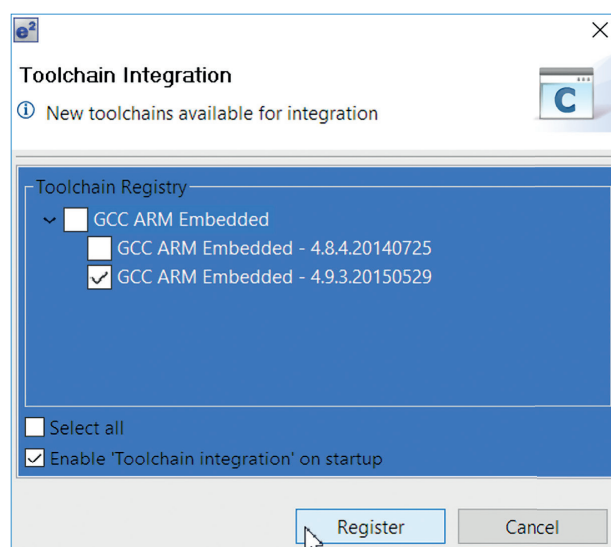 e²
Toolchain Integration
New toolchains available for integration
C
Toolchain Registry
GCC ARM Embedded
GCC ARM Embedded - 4.8.4.20140725
GCC ARM Embedded - 4.9.3.20150529
Select all
Enable 'Toolchain integration' on startup
Register
Cancel